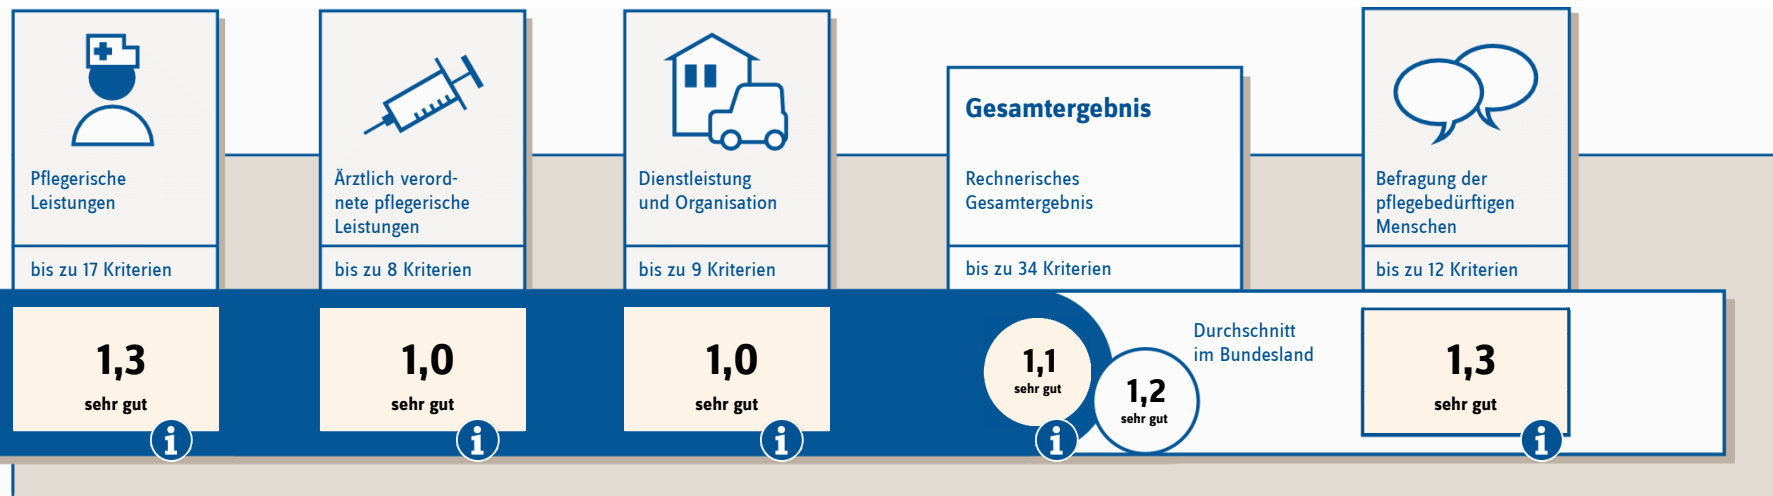 Pflegerische
Leistungen
bis zu 17 Kriterien
1,3
sehr gut
i
Ärztlich verord-
nete pflegerische
Leistungen
bis zu 8 Kriterien
1,0
sehr gut
i
Dienstleistung
und Organisation
bis zu 9 Kriterien
1,0
sehr gut
i
Gesamtergebnis
Rechnerisches
Gesamtergebnis
bis zu 34 Kriterien
1,1
sehr gut
i
1,2
sehr gut
Durchschnitt
im Bundesland
Befragung der
pflegebedürftigen
Menschen
bis zu 12 Kriterien
1,3
sehr gut
i